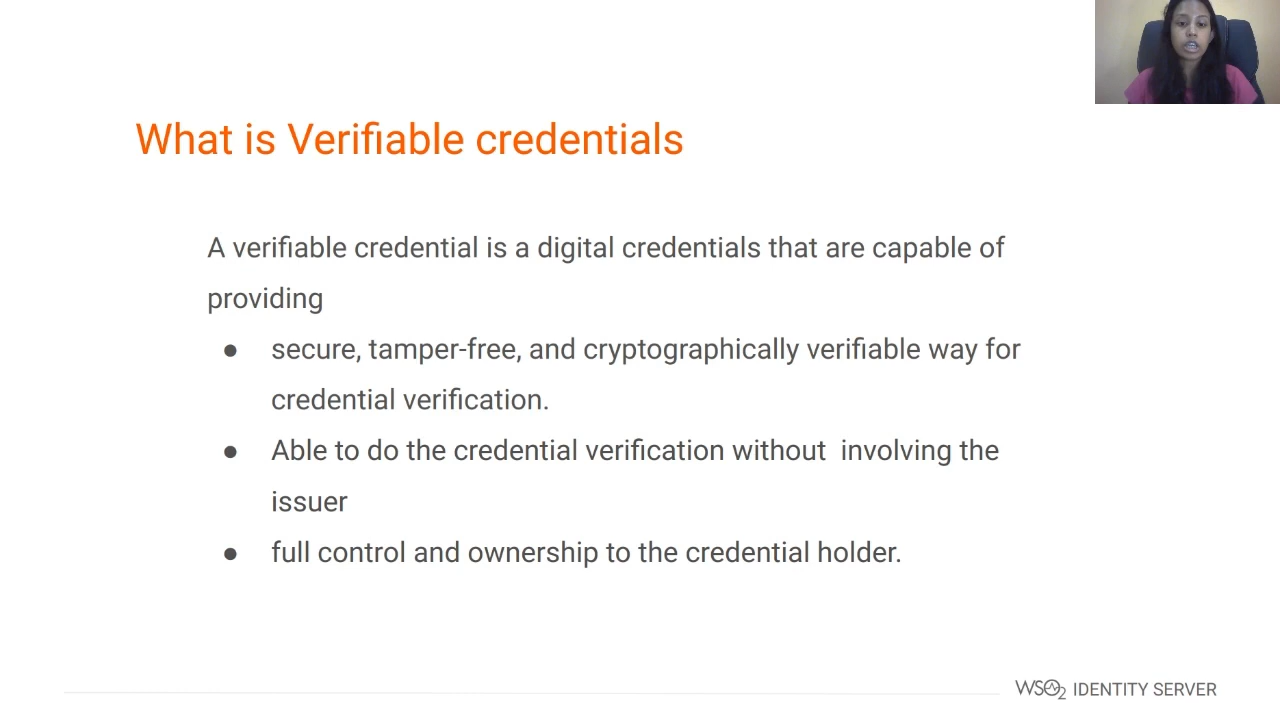 What is Verifiable credentials
A verifiable credential is a digital credentials that are capable of
providing
● secure, tamper-free, and cryptographically verifiable way for
credential verification.
● Able to do the credential verification without  involving the
issuer
● full control and ownership to the credential holder.
WSO2 IDENTITY SERVER